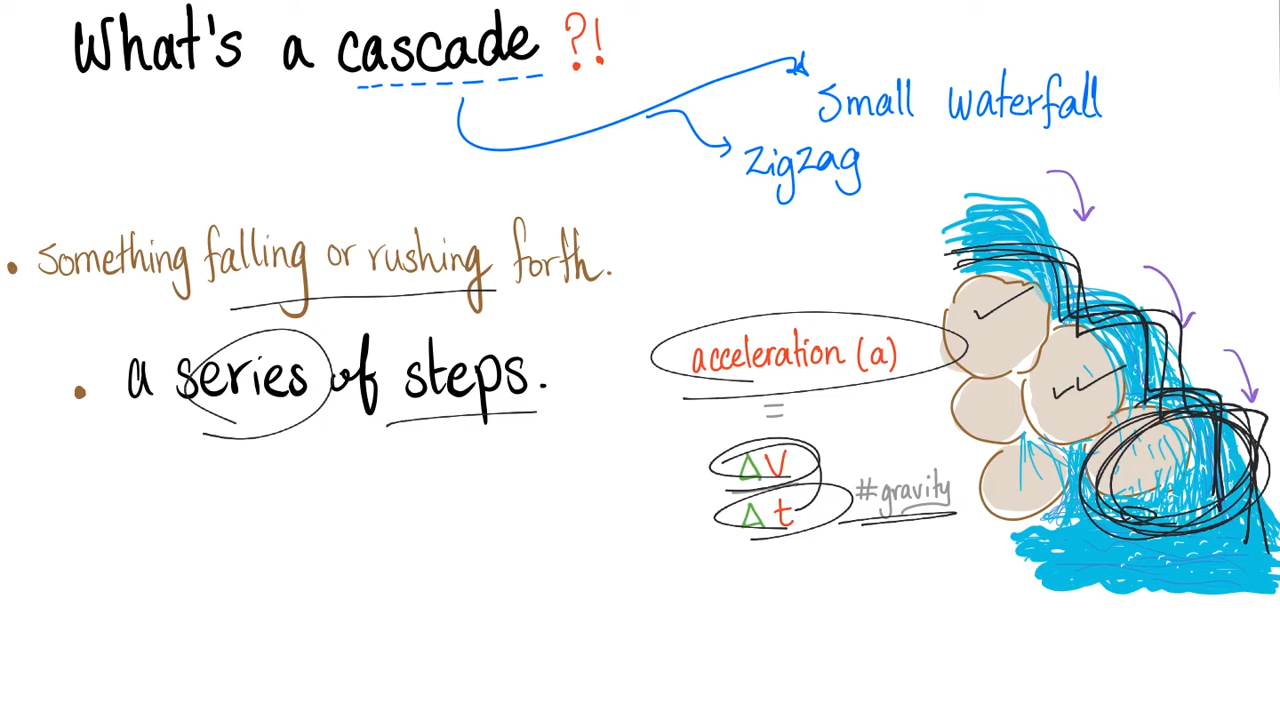 What's a cascade ?!
small waterfall
zigzag
• Something falling or rushing forth.
• a series of steps.
acceleration (a)
=
ΔV
Δt
#gravity